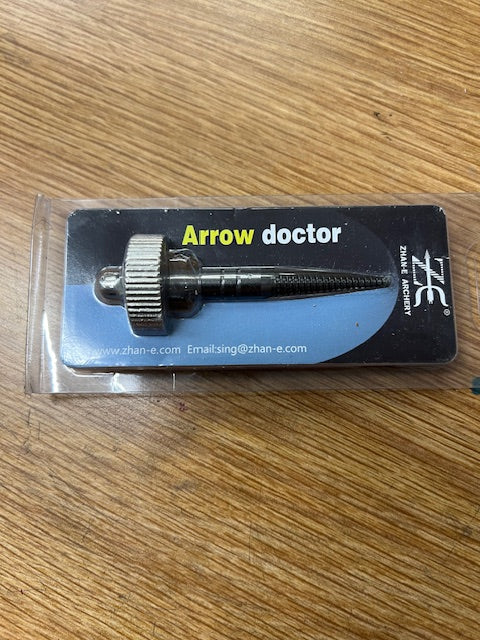 Arrow doctor
ZHAN-E ARCHERY
®
www.zhan-e.com Email:sing@zhan-e.com